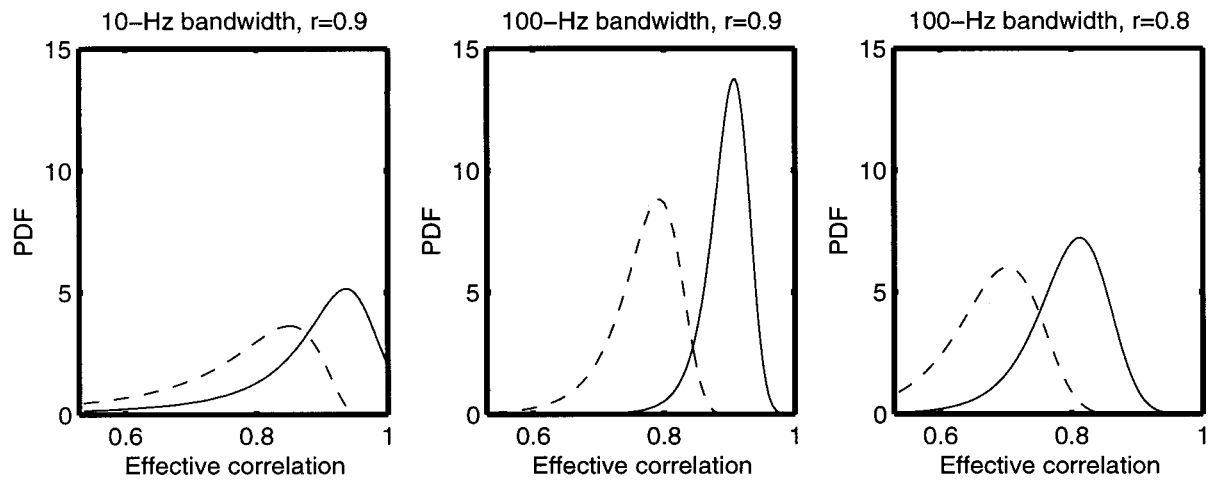 10–Hz bandwidth, r=0.9
15
10
5
0
PDF
0.6 0.8 1
Effective correlation
100–Hz bandwidth, r=0.9
15
10
5
0
PDF
0.6 0.8 1
Effective correlation
100–Hz bandwidth, r=0.8
15
10
5
0
PDF
0.6 0.8 1
Effective correlation